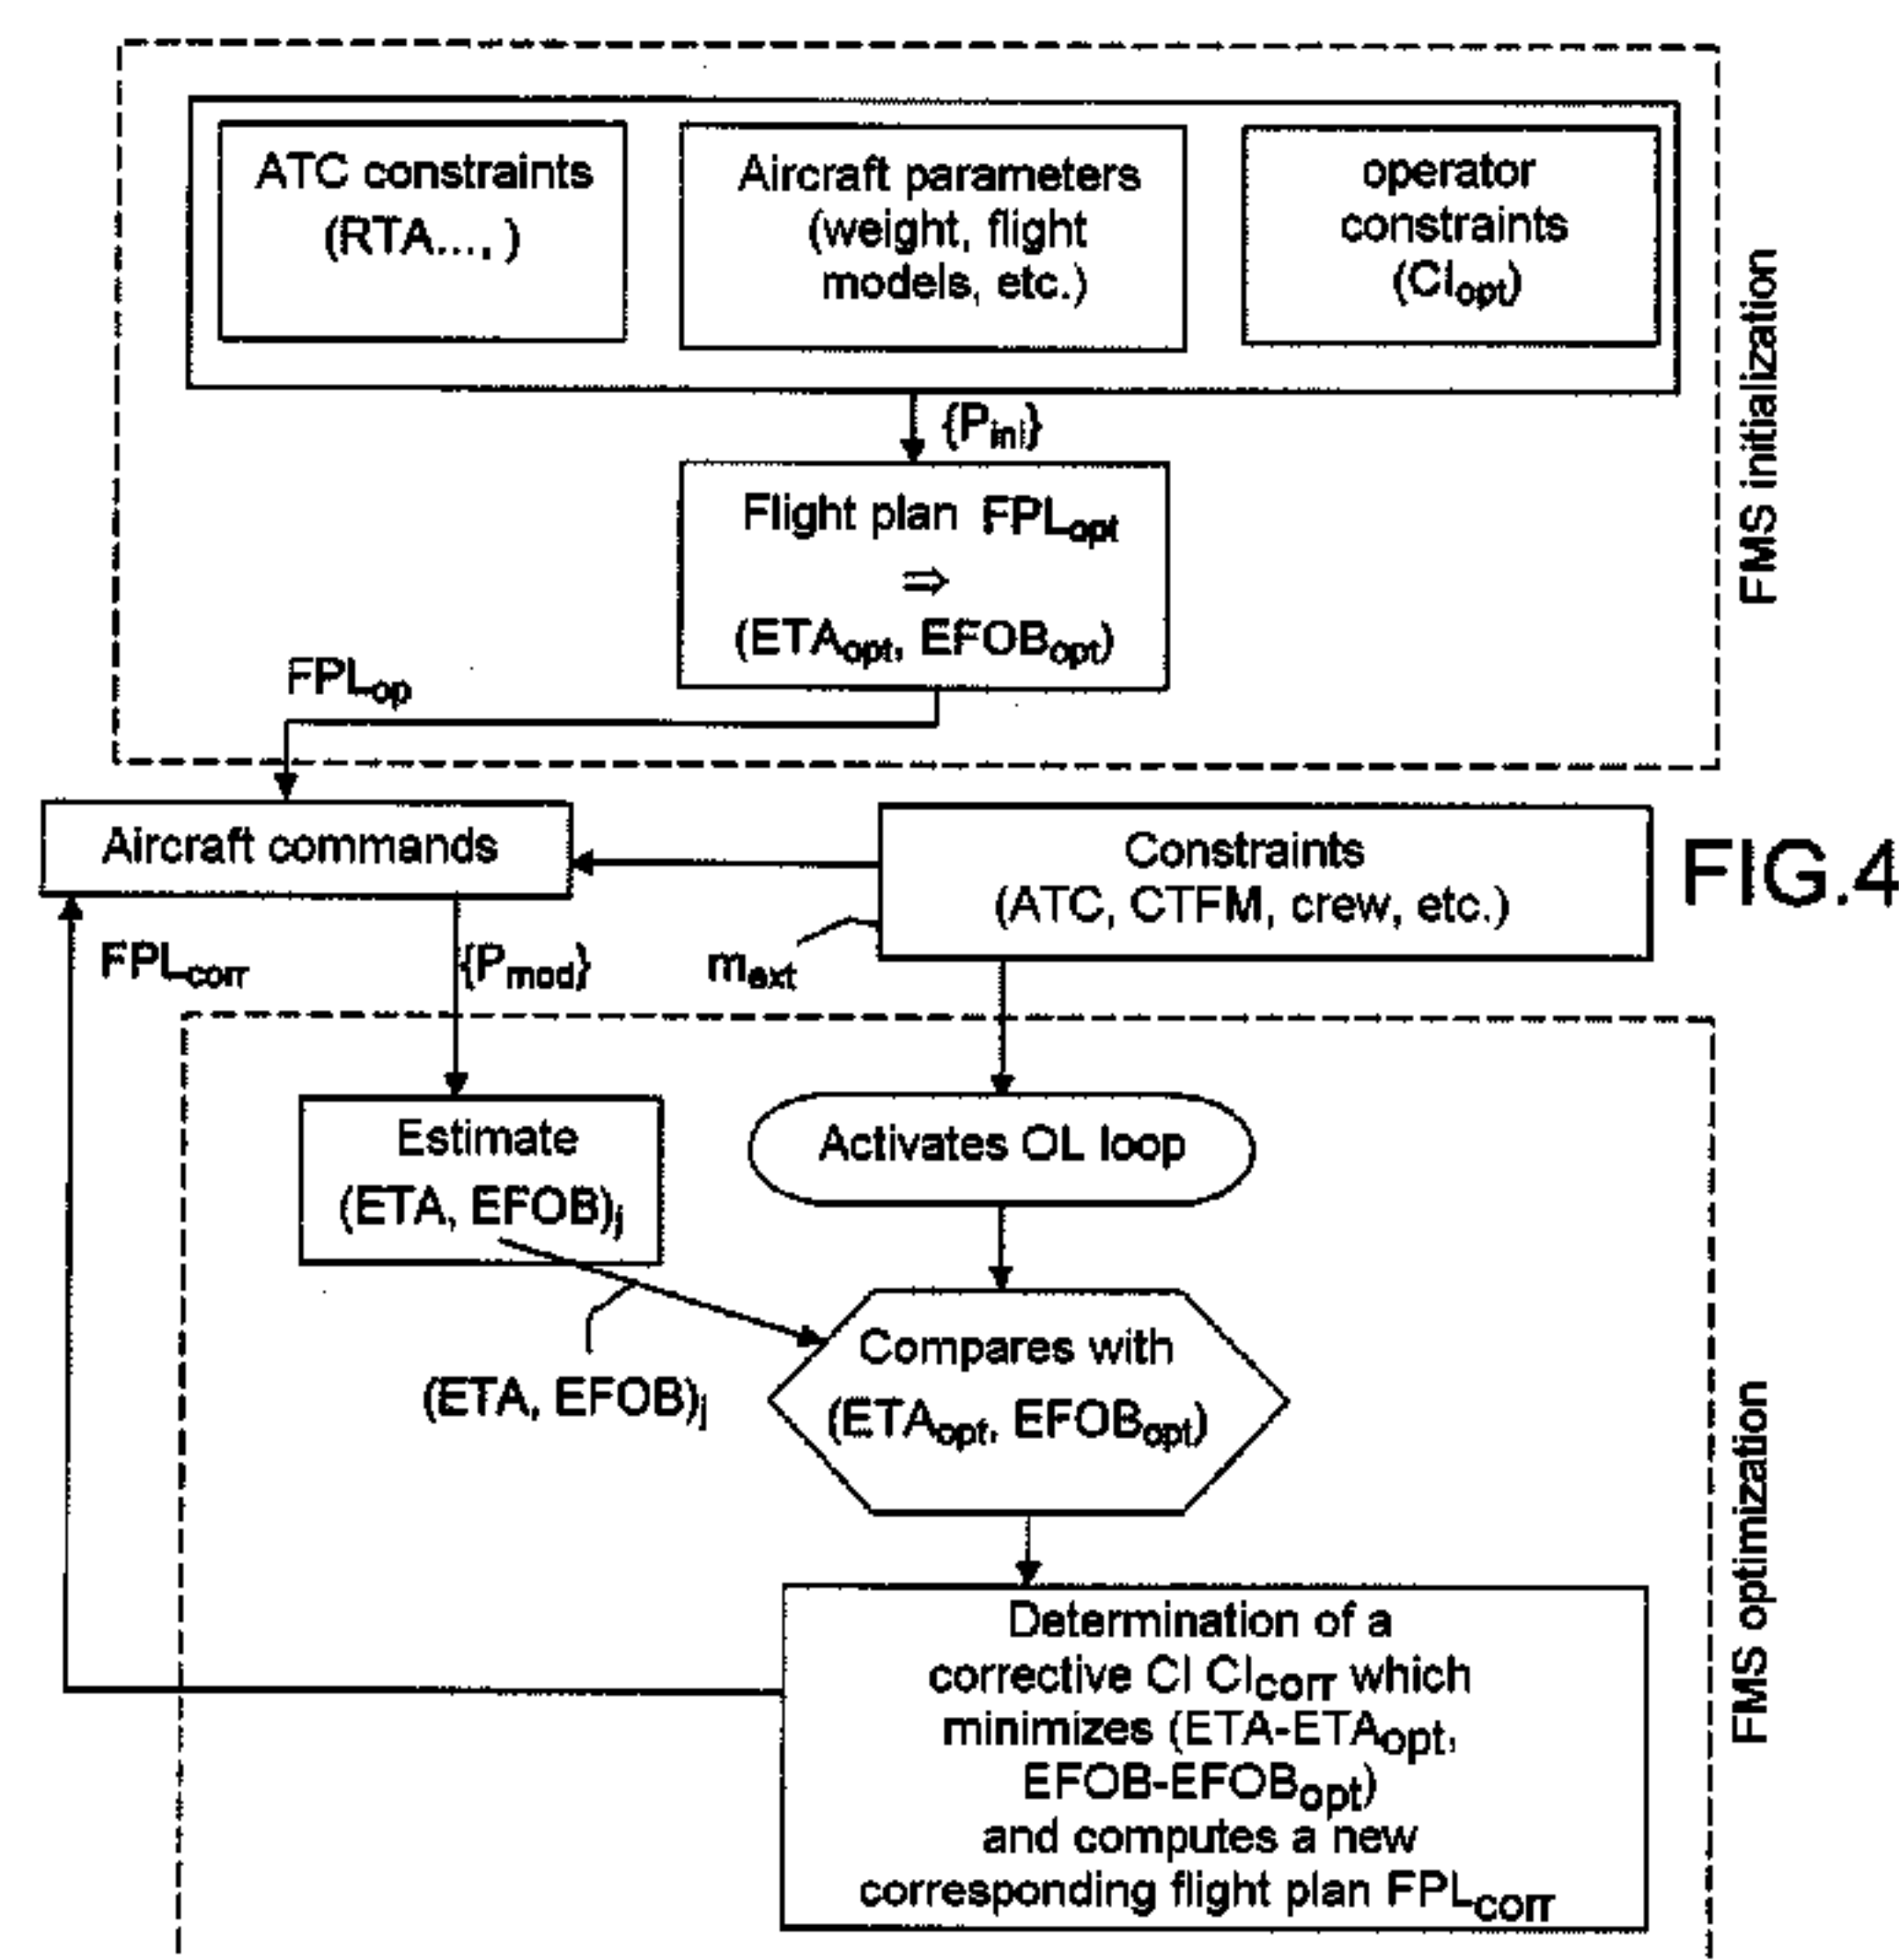 ATC constraints
(RTA..., )
Aircraft parameters
(weight, flight
models, etc.)
operator
constraints
(CIopt)
FMS initialization
{Pini}
Flight plan FPLopt
⇒
(ETAopt, EFOBopt)
FPLop
Aircraft commands
Constraints
(ATC, CTFM, crew, etc.)
FIG.4
FPLcorr
{Pmod}
mext
Estimate
(ETA, EFOB)j
Activates OL loop
(ETA, EFOB)j
Compares with
(ETAopt, EFOBopt)
FMS optimization
Determination of a
corrective CI CIcorr which
minimizes (ETA-ETAopt,
EFOB-EFOBopt)
and computes a new
corresponding flight plan FPLcorr